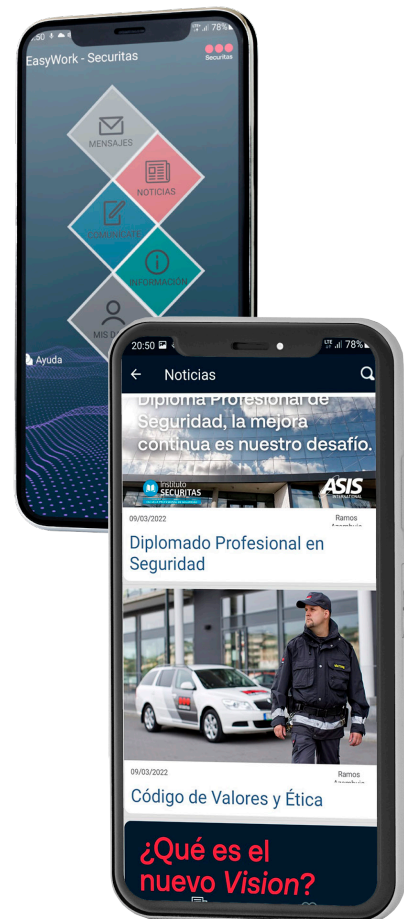 :50
78%
EasyWork - Securitas
Securitas
MENSAJES
NOTICIAS
COMUNÍCATE
INFORMACIÓN
MIS D
Ayuda
20:50
LTE
78%
Noticias
Diploma Profesional de
Seguridad, la mejora
continua es nuestro desafío.
Instituto
SECURITAS
ASIS
INTERNATIONAL
09/03/2022
Ramos
Diplomado Profesional en
Seguridad
09/03/2022
Ramos
Código de Valores y Ética
¿Qué es el
nuevo Vision?